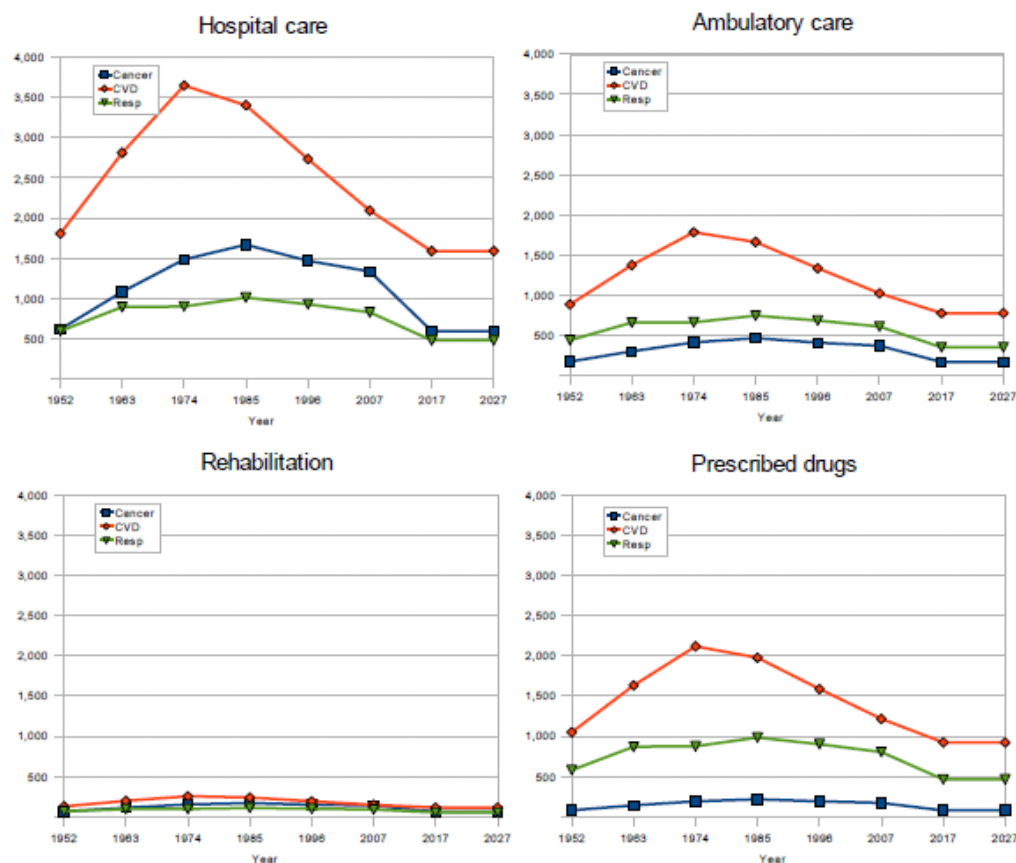 Hospital care
4,000
3,500
3,000
2,500
2,000
1,500
1,000
500
Cancer
CVD
Resp
1952 1963 1974 1985 1996 2007 2017 2027
Year
Ambulatory care
4,000
3,500
3,000
2,500
2,000
1,500
1,000
500
Cancer
CVD
Resp
1952 1963 1974 1985 1996 2007 2017 2027
Year
Rehabilitation
4,000
3,500
3,000
2,500
2,000
1,500
1,000
500
Cancer
CVD
Resp
1952 1963 1974 1985 1996 2007 2017 2027
Year
Prescribed drugs
4,000
3,500
3,000
2,500
2,000
1,500
1,000
500
Cancer
CVD
Resp
1952 1963 1974 1985 1996 2007 2017 2027
Year